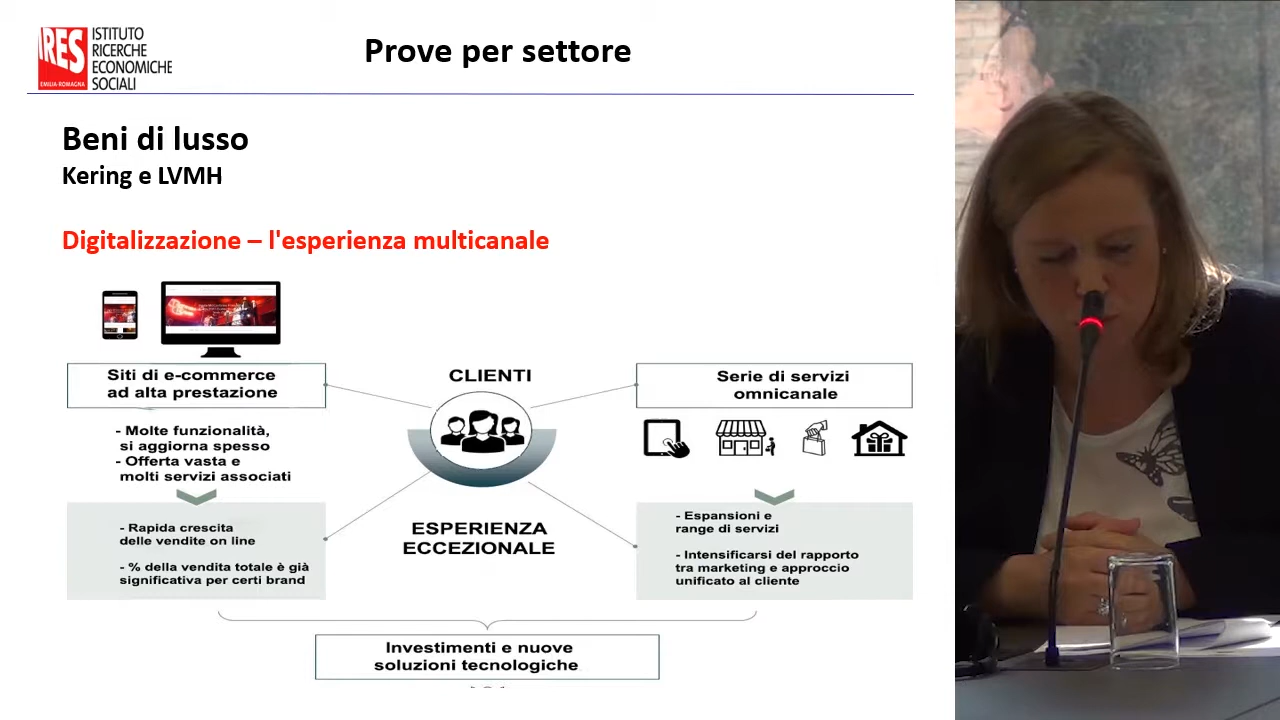 IRES
EMILIA-ROMAGNA
ISTITUTO
RICERCHE
ECONOMICHE
SOCIALI
Prove per settore
Beni di lusso
Kering e LVMH
Digitalizzazione – l'esperienza multicanale
Siti di e-commerce
ad alta prestazione
- Molte funzionalità,
si aggiorna spesso
- Offerta vasta e
molti servizi associati
- Rapida crescita
delle vendite on line
- % della vendita totale è già
significativa per certi brand
CLIENTI
ESPERIENZA
ECCEZIONALE
Serie di servizi
omnicanale
- Espansioni e
range di servizi
- Intensificarsi del rapporto
tra marketing e approccio
unificato al cliente
Investimenti e nuove
soluzioni tecnologiche